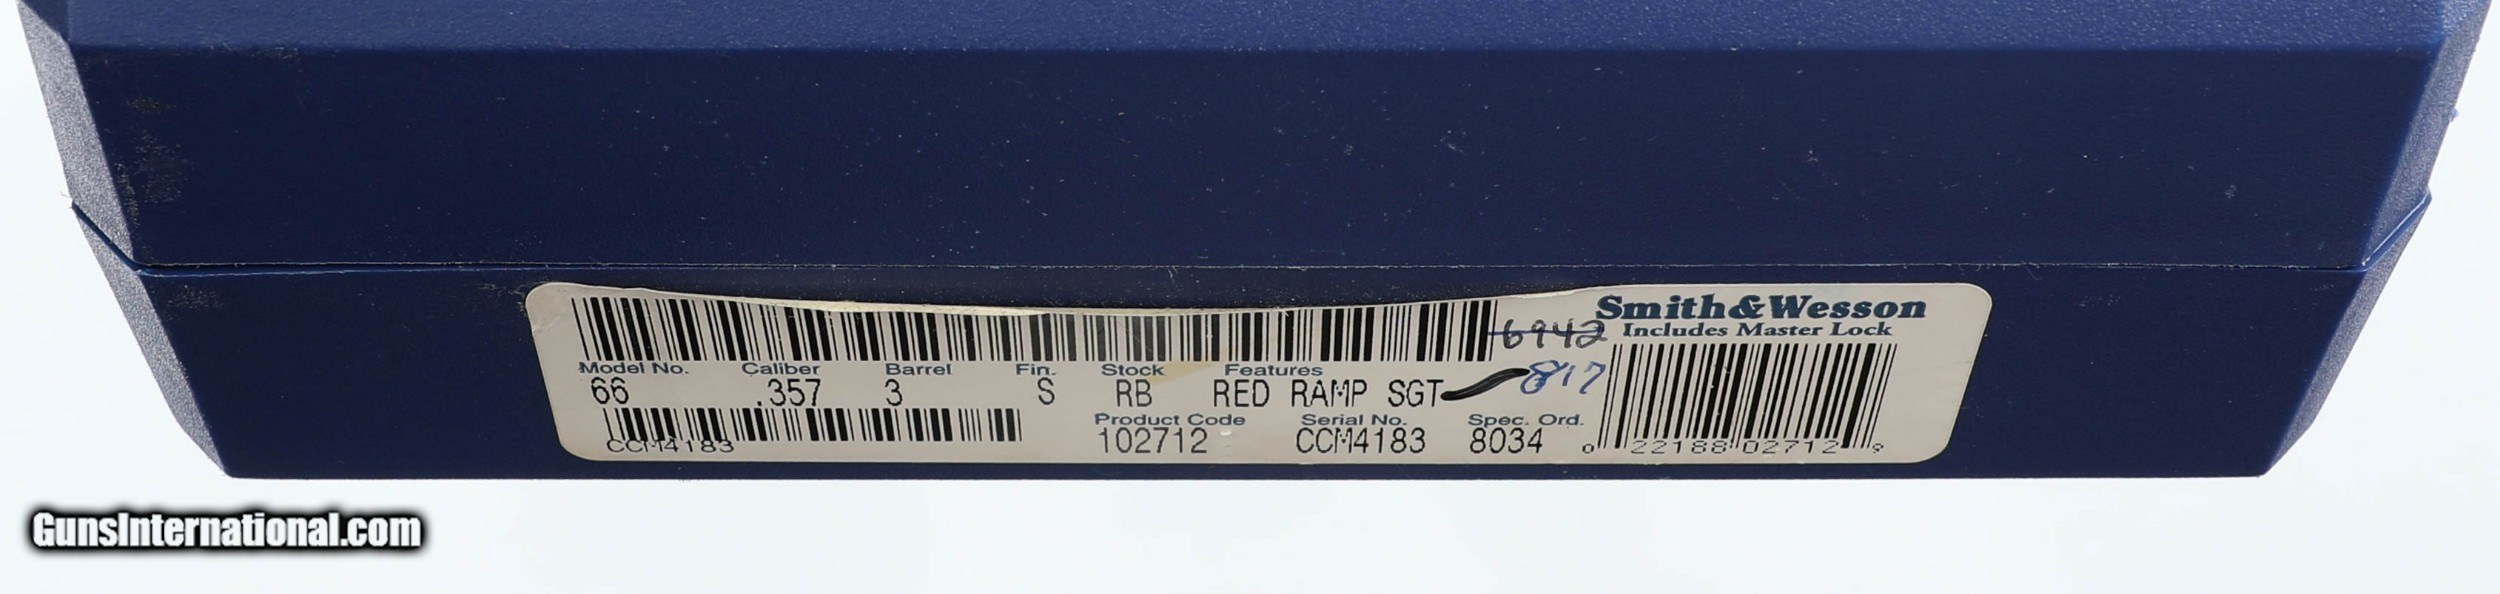 Smith&Wesson
6942 Includes Master Lock
Model No. Caliber Barrel Fin. Stock Features
66 .357 3 S RB RED RAMP SGT 817
Product Code Serial No. Spec. Ord.
CCM4183 102712 CCM4183 8034 0 22188 02712 9
GunsInternational.com